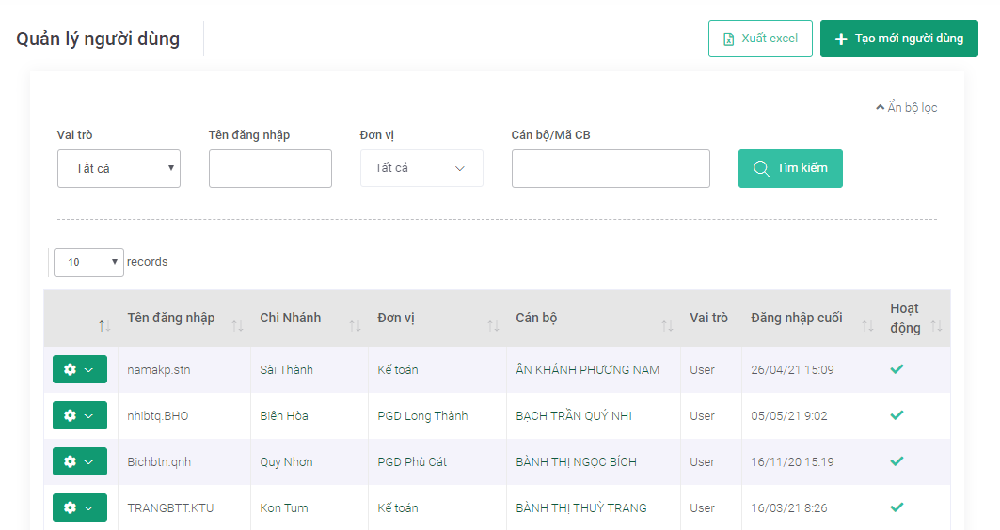 Quản lý người dùng
Xuất excel
Tạo mới người dùng
Ẩn bộ lọc
Vai trò Tên đăng nhập Đơn vị Cán bộ/Mã CB
Tất cả Tất cả Tìm kiếm
10 records
Tên đăng nhập Chi Nhánh Đơn vị Cán bộ Vai trò Đăng nhập cuối Hoạt động
namakp.stn Sài Thành Kế toán ÂN KHÁNH PHƯƠNG NAM User 26/04/21 15:09
nhibtq.BHO Biên Hòa PGD Long Thành BẠCH TRẦN QUÝ NHI User 05/05/21 9:02
Bichbtn.qnh Quy Nhơn PGD Phù Cát BÀNH THỊ NGỌC BÍCH User 16/11/20 15:19
TRANGBTT.KTU Kon Tum Kế toán BÀNH THỊ THUỲ TRANG User 16/03/21 8:26